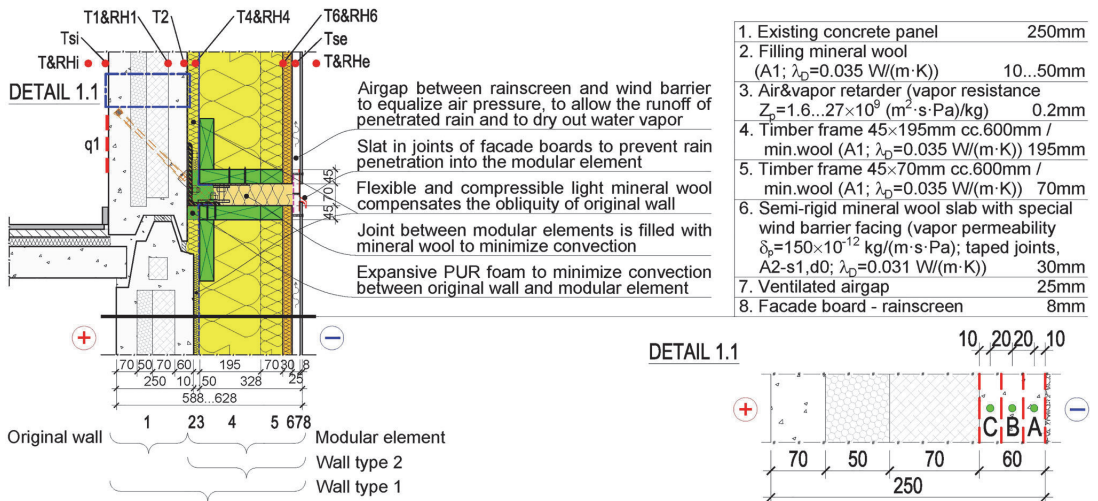 T1&RH1 T2 T4&RH4 T6&RH6
Tsi Tse
T&RHi T&RHe
DETAIL 1.1
q1
Airgap between rainscreen and wind barrier
to equalize air pressure, to allow the runoff of
penetrated rain and to dry out water vapor
Slat in joints of facade boards to prevent rain
penetration into the modular element
Flexible and compressible light mineral wool
compensates the obliquity of original wall
Joint between modular elements is filled with
mineral wool to minimize convection
Expansive PUR foam to minimize convection
between original wall and modular element
45 70 45
+ −
70 50 70 60 195 70 30 8
250 10...50 328 25
588...628
1 2 3 4 5 6 7 8
Original wall
Modular element
Wall type 2
Wall type 1
1. Existing concrete panel 250mm
2. Filling mineral wool
(A1; λD=0.035 W/(m·K)) 10...50mm
3. Air&vapor retarder (vapor resistance
Zp=1.6...27×10⁹ (m²·s·Pa)/kg) 0.2mm
4. Timber frame 45×195mm cc.600mm /
min.wool (A1; λD=0.035 W/(m·K)) 195mm
5. Timber frame 45×70mm cc.600mm /
min.wool (A1; λD=0.035 W/(m·K)) 70mm
6. Semi-rigid mineral wool slab with special
wind barrier facing (vapor permeability
δp=150×10⁻¹² kg/(m·s·Pa); taped joints,
A2-s1,d0; λD=0.031 W/(m·K)) 30mm
7. Ventilated airgap 25mm
8. Facade board - rainscreen 8mm
DETAIL 1.1
10 20 20 10
+ C B A −
70 50 70 60
250